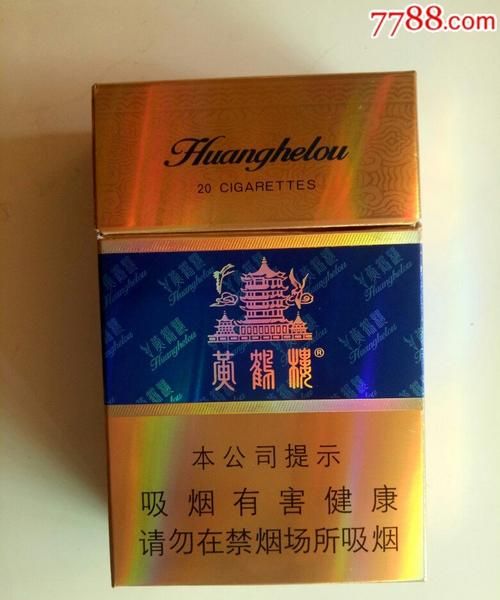 7788.com
Huanghelou
20 CIGARETTES
黄鹤楼®
本公司提示
吸烟有害健康
请勿在禁烟场所吸烟